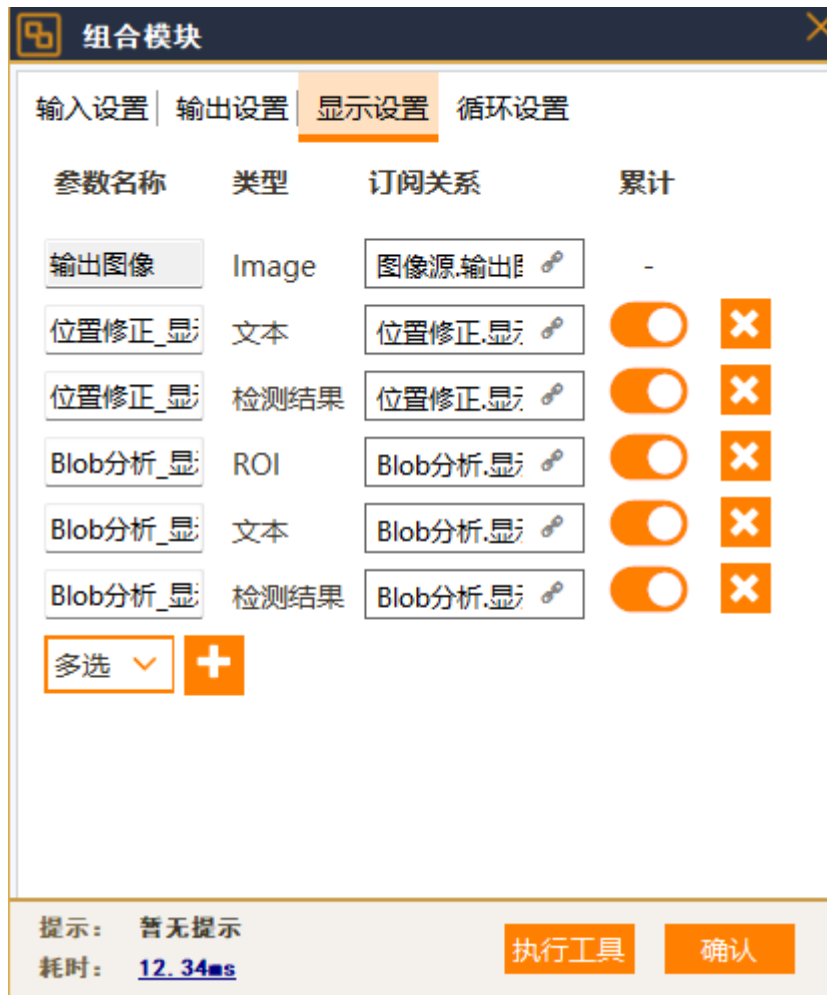 组合模块
输入设置 输出设置 显示设置 循环设置
参数名称 类型 订阅关系 累计
输出图像 Image 图像源.输出 -
位置修正_显 文本 位置修正.显
位置修正_显 检测结果 位置修正.显
Blob分析_显 ROI Blob分析.显
Blob分析_显 文本 Blob分析.显
Blob分析_显 检测结果 Blob分析.显
多选
提示： 暂无提示
耗时： 12.34ms
执行工具 确认